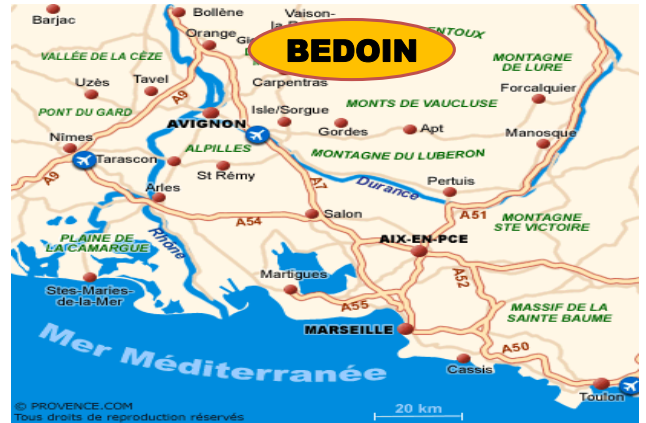 Barjac
Bollène
Vaison-
la-
Orange
Gi
BEDOIN
ENTOUX
VALLÉE DE LA CÈZE
MONTAGNE
DE LURE
Uzès
Tavel
A9
Carpentras
Forcalquier
PONT DU GARD
Isle/Sorgue
MONTS DE VAUCLUSE
AVIGNON
Gordes
Apt
Manosque
Nîmes
ALPILLES
MONTAGNE DU LUBERON
Tarascon
St Rémy
A9
Arles
A7
Durance
Pertuis
A54
Salon
A51
MONTAGNE
STE VICTOIRE
PLAINE DE
LA CAMARGUE
Rhône
AIX-EN-PCE
Martigues
A52
Stes-Maries-
de-la-Mer
A55
MASSIF DE LA
SAINTE BAUME
MARSEILLE
Mer Méditerranée
A50
Cassis
Toulon
© PROVENCE.COM
Tous droits de reproduction réservés
20 km